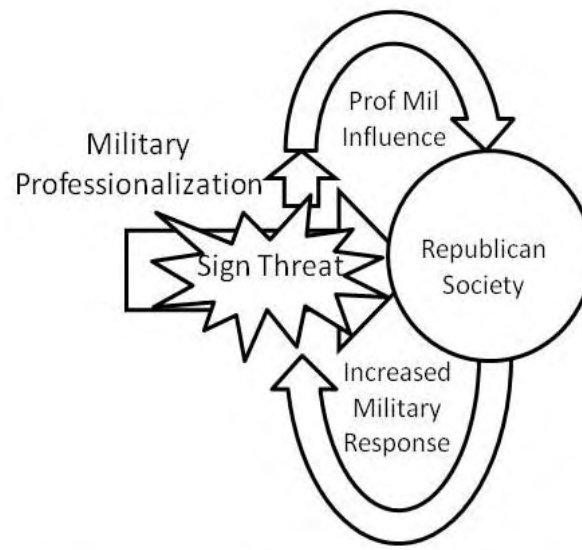 Prof Mil
Influence
Military
Professionalization
Sign Threat
Republican
Society
Increased
Military
Response